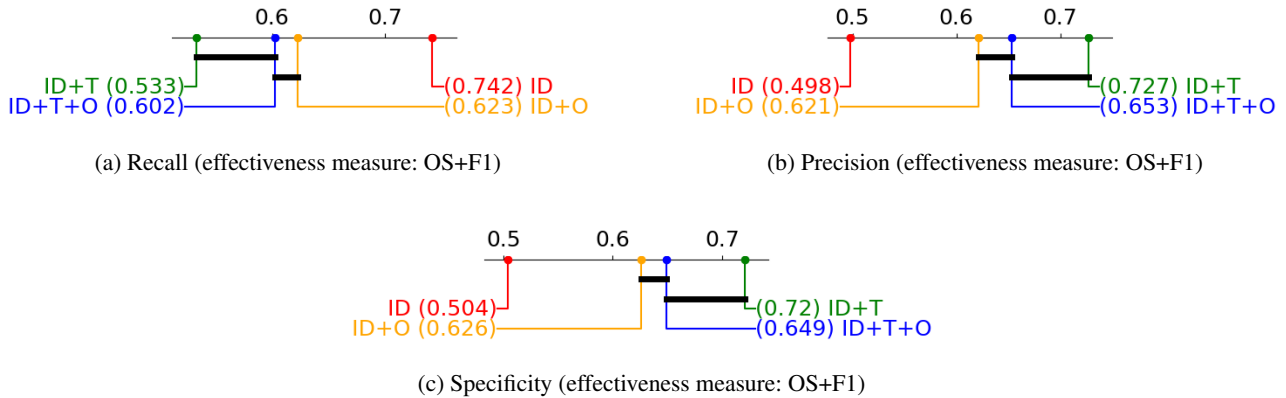 0.6 0.7
ID+T (0.533) (0.742) ID
ID+T+O (0.602) (0.623) ID+O
(a) Recall (effectiveness measure: OS+F1)
0.5 0.6 0.7
ID (0.498) (0.727) ID+T
ID+O (0.621) (0.653) ID+T+O
(b) Precision (effectiveness measure: OS+F1)
0.5 0.6 0.7
ID (0.504) (0.72) ID+T
ID+O (0.626) (0.649) ID+T+O
(c) Specificity (effectiveness measure: OS+F1)